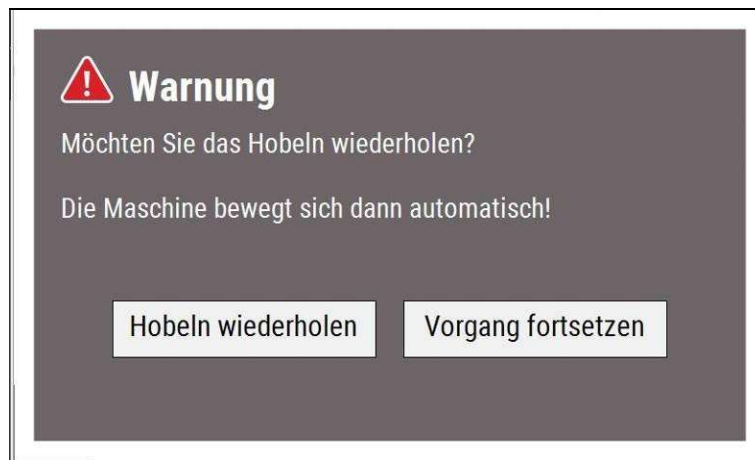 Warnung
Möchten Sie das Hobeln wiederholen?
Die Maschine bewegt sich dann automatisch!
Hobeln wiederholen
Vorgang fortsetzen